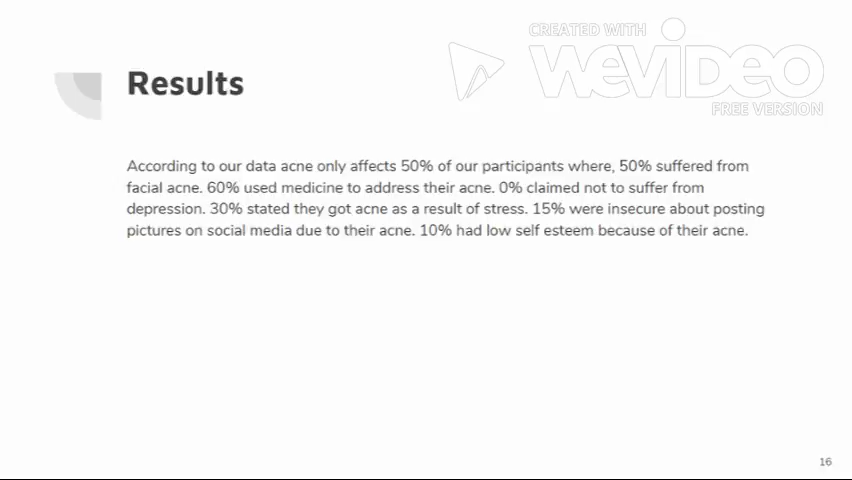 CREATED WITH
WeVideo
FREE VERSION
Results
According to our data acne only affects 50% of our participants where, 50% suffered from
facial acne. 60% used medicine to address their acne. 0% claimed not to suffer from
depression. 30% stated they got acne as a result of stress. 15% were insecure about posting
pictures on social media due to their acne. 10% had low self esteem because of their acne.
16